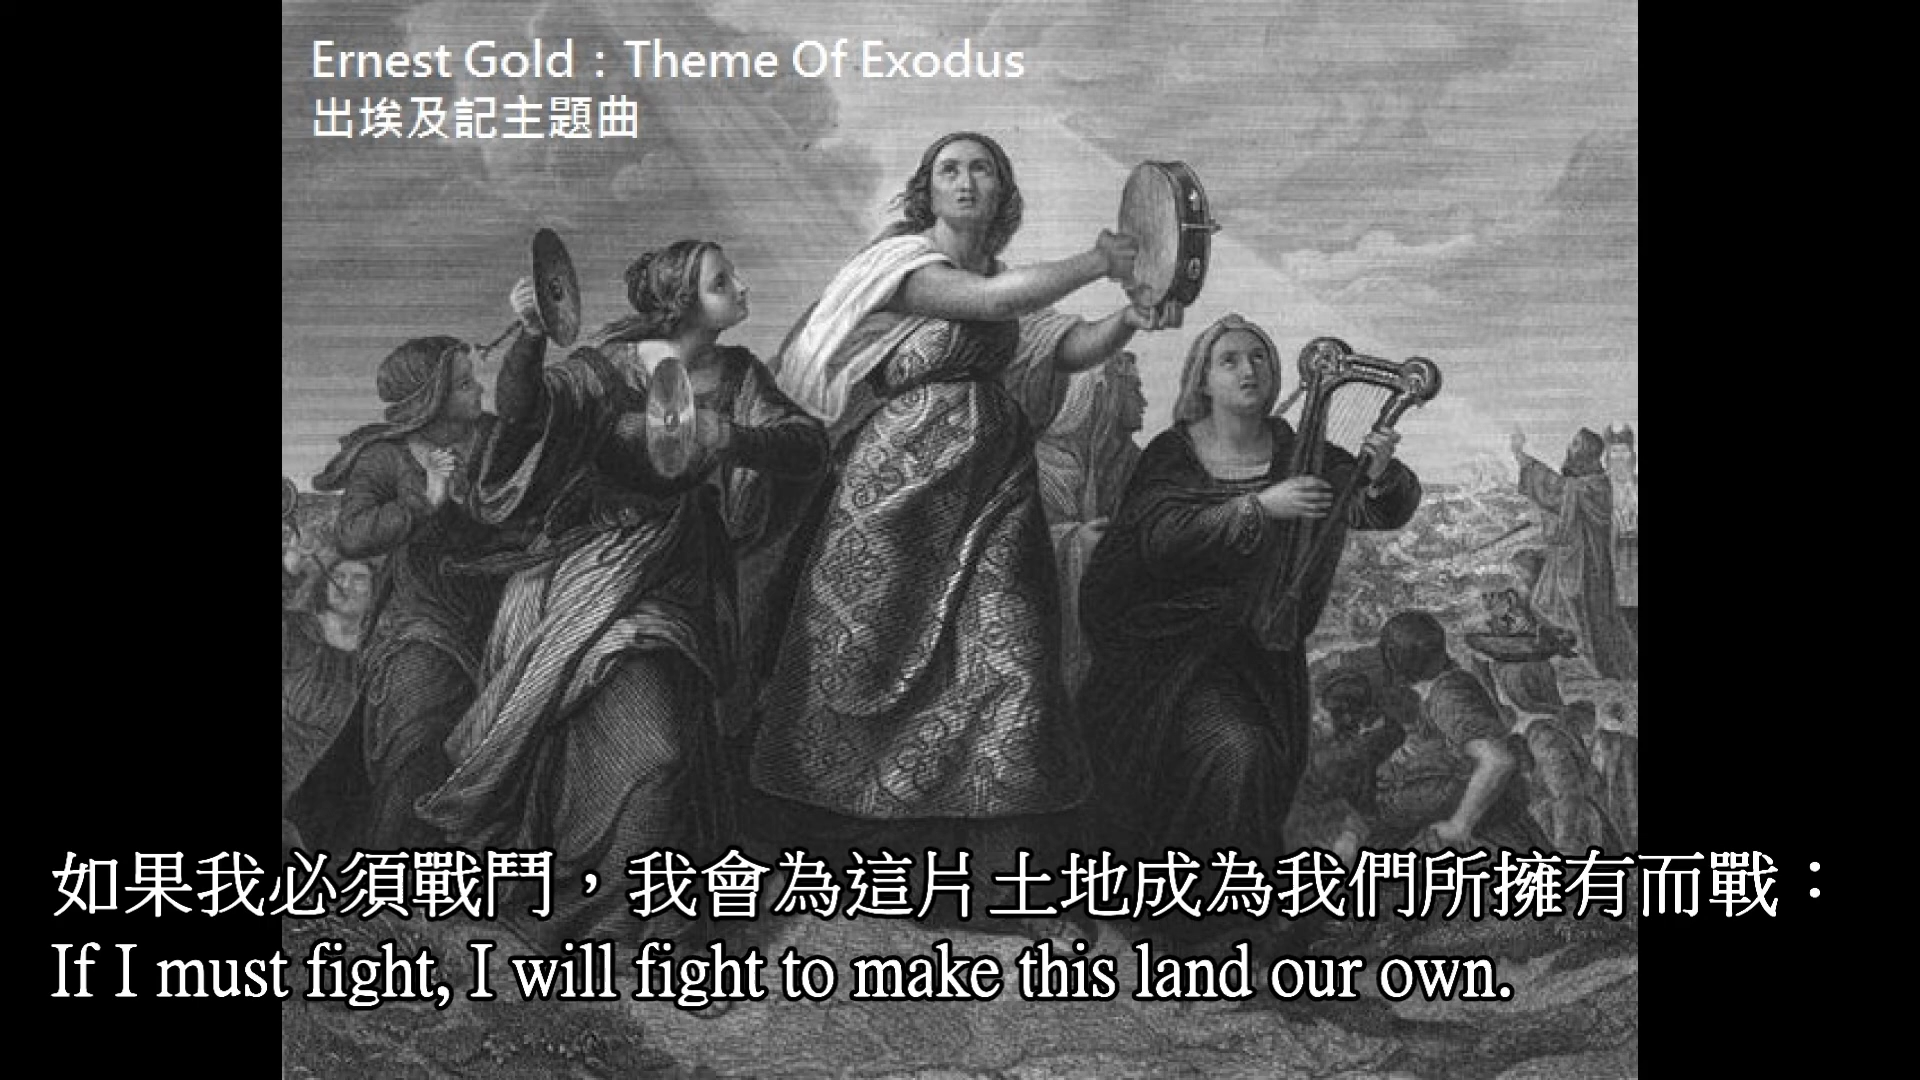 Ernest Gold：Theme Of Exodus
出埃及記主題曲
如果我必須戰鬥，我會為這片土地成為我們所擁有而戰：
If I must fight, I will fight to make this land our own.